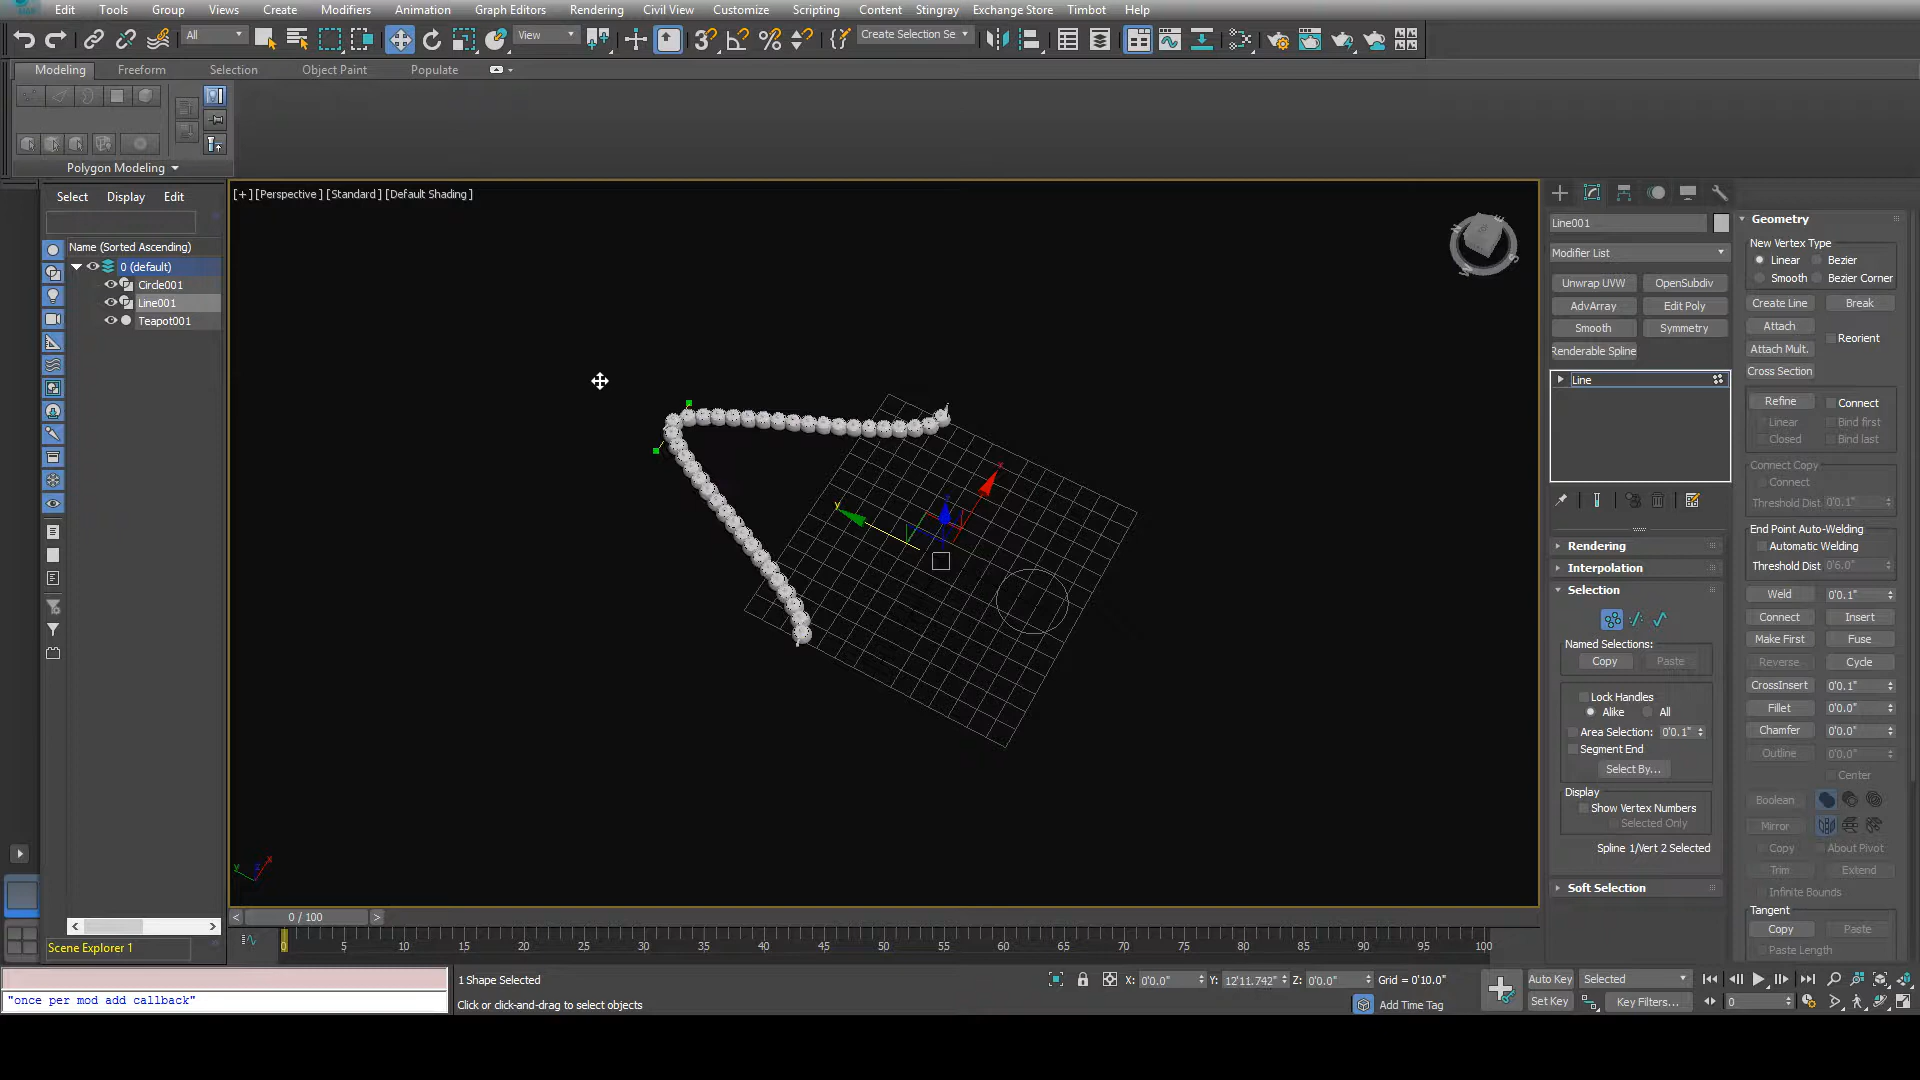 Edit Tools Group Views Create Modifiers Animation Graph Editors Rendering Civil View Customize Scripting Content Stingray Exchange Store Timbot Help
All View Create Selection Se
Modeling Freeform Selection Object Paint Populate
Polygon Modeling
Select Display Edit
Name (Sorted Ascending)
0 (default)
Circle001
Line001
Teapot001
Scene Explorer 1
[+] [Perspective] [Standard] [Default Shading]
N E W S
x y z
Line001
Modifier List
Unwrap UVW OpenSubdiv
AdvArray Edit Poly
Smooth Symmetry
Renderable Spline
Line
Rendering
Interpolation
Selection
Named Selections:
Copy Paste
Lock Handles
Alike All
Area Selection: 0'0.1"
Segment End
Select By...
Display
Show Vertex Numbers
Selected Only
Spline 1/Vert 2 Selected
Soft Selection
Geometry
New Vertex Type
Linear Bezier
Smooth Bezier Corner
Create Line Break
Attach
Reorient
Attach Mult.
Cross Section
Refine Connect
Linear Bind first
Closed Bind last
Connect Copy
Connect
Threshold Dist 0'0.1"
End Point Auto-Welding
Automatic Welding
Threshold Dist 0'6.0"
Weld 0'0.1"
Connect Insert
Make First Fuse
Reverse Cycle
CrossInsert 0'0.1"
Fillet 0'0.0"
Chamfer 0'0.0"
Outline 0'0.0"
Center
Boolean
Mirror
Copy About Pivot
Trim Extend
Infinite Bounds
Tangent
Copy Paste
Paste Length
< 0 / 100 >
0 5 10 15 20 25 30 35 40 45 50 55 60 65 70 75 80 85 90 95 100
"once per mod add callback"
1 Shape Selected
Click or click-and-drag to select objects
X: 0'0.0" Y: 12'11.742" Z: 0'0.0" Grid = 0'10.0"
Add Time Tag
Auto Key Selected
Set Key Key Filters... 0